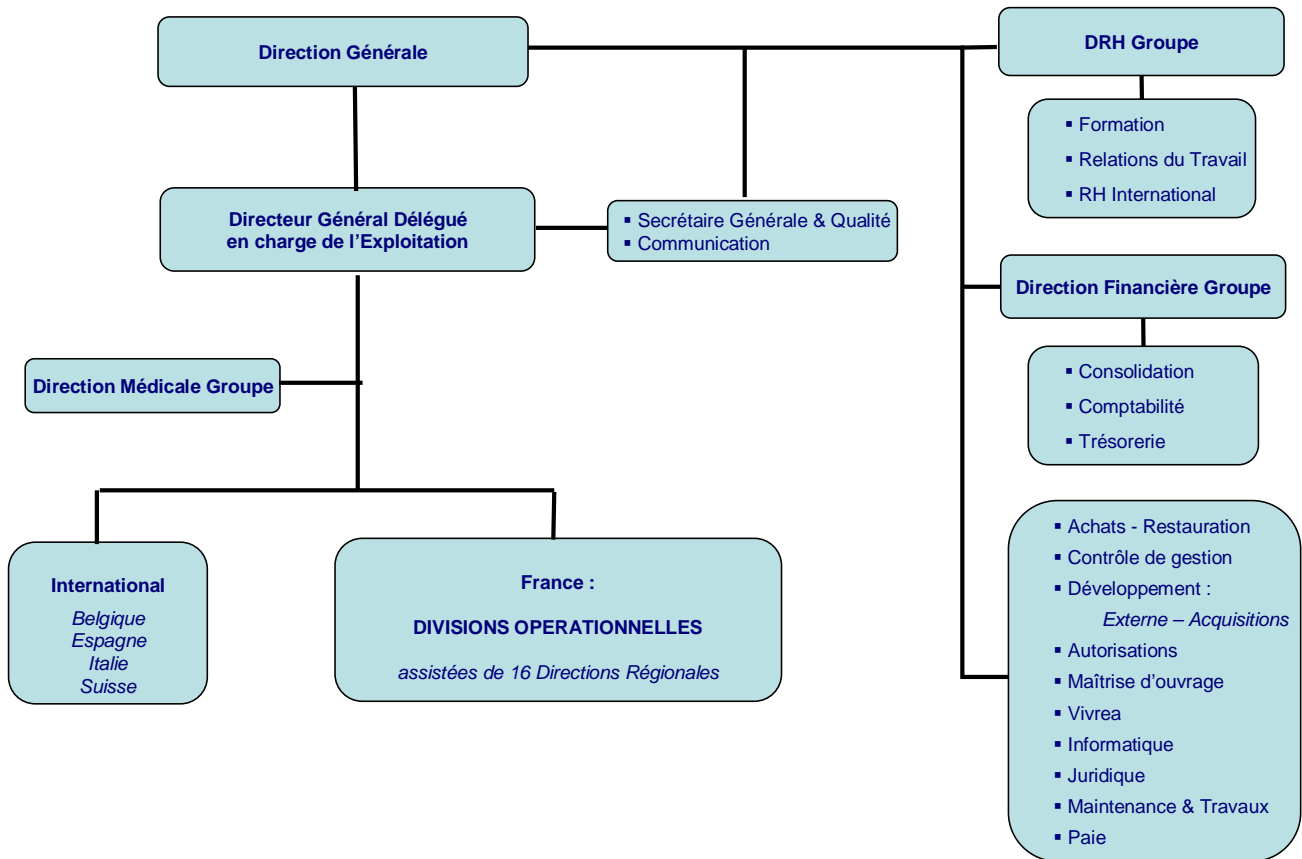 Direction Générale
DRH Groupe
▪ Formation
▪ Relations du Travail
▪ RH International
Directeur Général Délégué
en charge de l’Exploitation
▪ Secrétaire Générale & Qualité
▪ Communication
Direction Financière Groupe
▪ Consolidation
▪ Comptabilité
▪ Trésorerie
Direction Médicale Groupe
International
Belgique
Espagne
Italie
Suisse
France :
DIVISIONS OPERATIONNELLES
assistées de 16 Directions Régionales
▪ Achats - Restauration
▪ Contrôle de gestion
▪ Développement :
Externe – Acquisitions
▪ Autorisations
▪ Maîtrise d'ouvrage
▪ Vivrea
▪ Informatique
▪ Juridique
▪ Maintenance & Travaux
▪ Paie